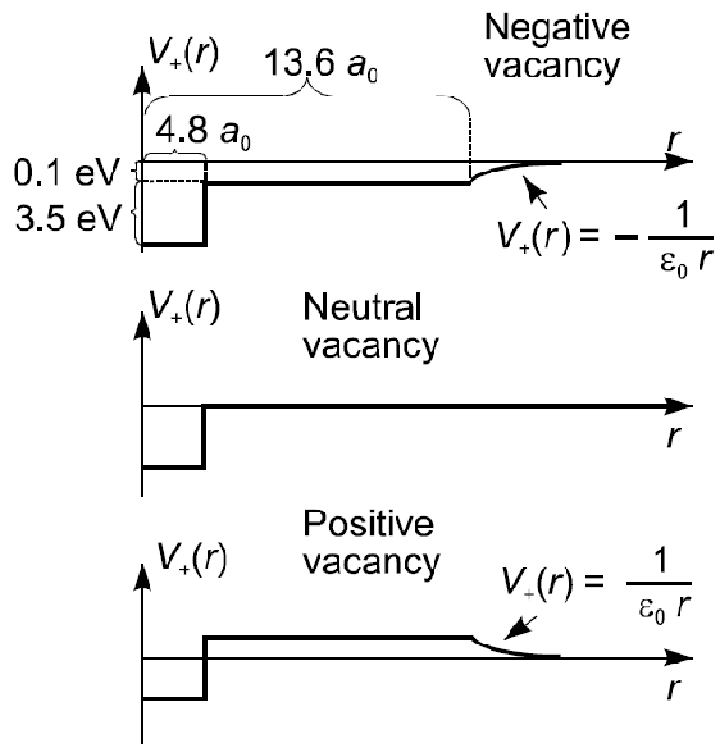 V₊(r)
13.6 a₀
Negative
vacancy
4.8 a₀
r
0.1 eV
3.5 eV
V₊(r) = − 1 / ε₀ r
V₊(r)
Neutral
vacancy
r
Positive
vacancy
V₊(r)
V₊(r) = 1 / ε₀ r
r